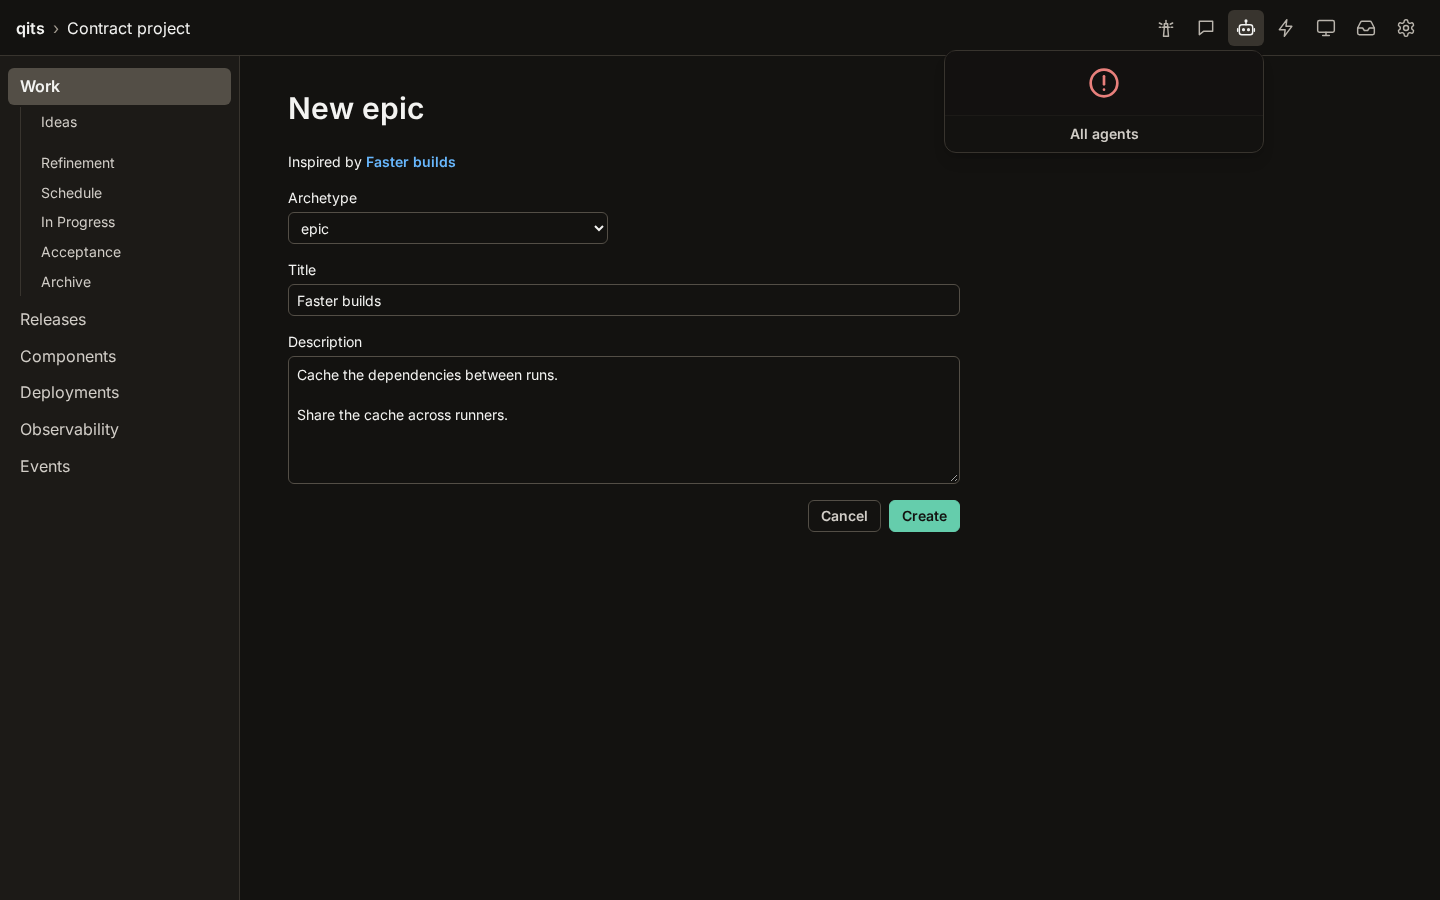 qits › Contract project
Work
Ideas
Refinement
Schedule
In Progress
Acceptance
Archive
Releases
Components
Deployments
Observability
Events
New epic
Inspired by Faster builds
Archetype
epic
Title
Faster builds
Description
Cache the dependencies between runs.
Share the cache across runners.
Cancel
Create
All agents